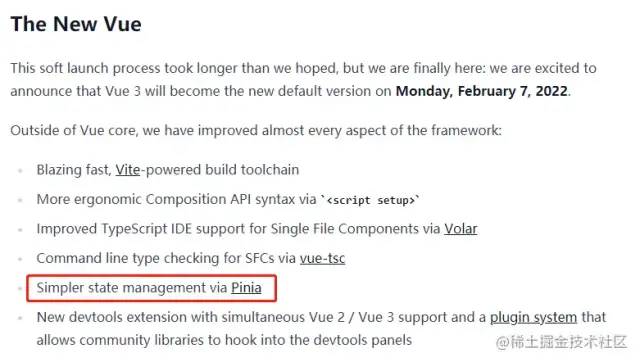 The New Vue
This soft launch process took longer than we hoped, but we are finally here: we are excited to
announce that Vue 3 will become the new default version on Monday, February 7, 2022.
Outside of Vue core, we have improved almost every aspect of the framework:
Blazing fast, Vite-powered build toolchain
More ergonomic Composition API syntax via `<script setup>`
Improved TypeScript IDE support for Single File Components via Volar
Command line type checking for SFCs via vue-tsc
Simpler state management via Pinia
New devtools extension with simultaneous Vue 2 / Vue 3 support and a plugin system that
allows community libraries to hook into the devtools panels
@稀土掘金技术社区